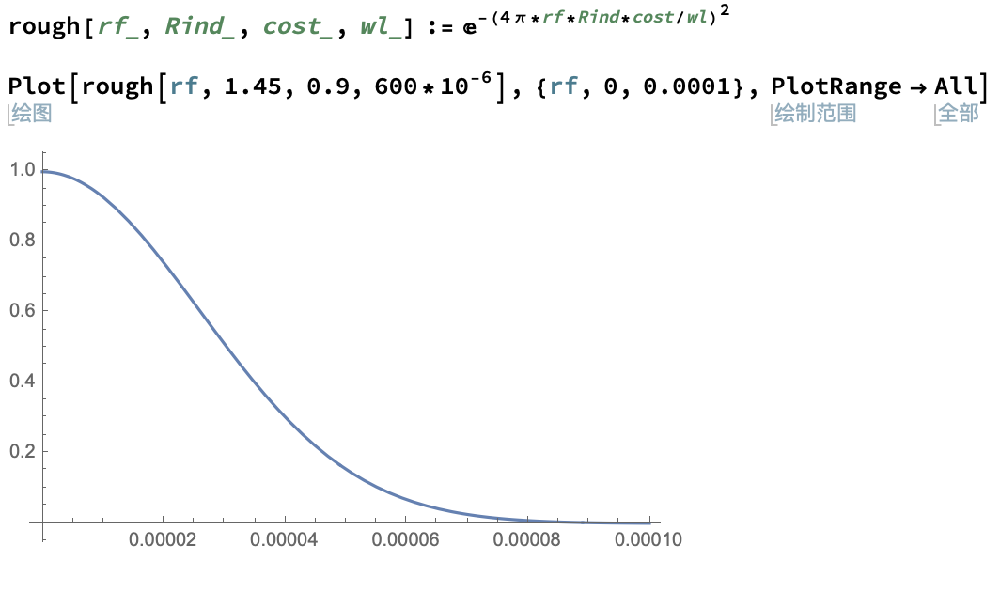 rough[rf_, Rind_, cost_, wl_] := ⅇ^-(4 π*rf*Rind*cost/wl)^2
Plot[rough[rf, 1.45, 0.9, 600*10^-6], {rf, 0, 0.0001}, PlotRange → All]
绘图 绘制范围 全部
1.0
0.8
0.6
0.4
0.2
0.00002 0.00004 0.00006 0.00008 0.00010